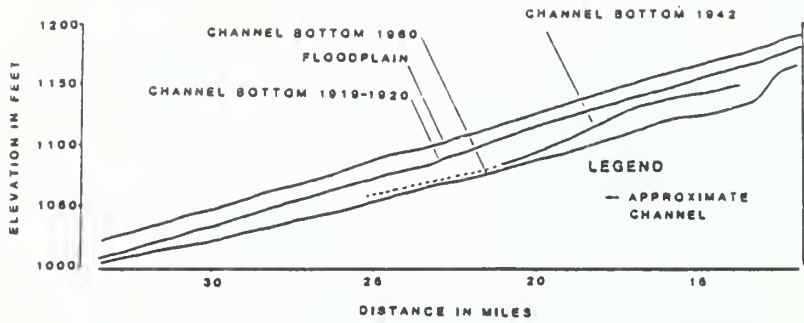 1200
1150
1100
1050
1000
ELEVATION IN FEET
CHANNEL BOTTOM 1942
CHANNEL BOTTOM 1960
FLOODPLAIN
CHANNEL BOTTOM 1919-1920
LEGEND
— APPROXIMATE
CHANNEL
30
25
20
15
DISTANCE IN MILES